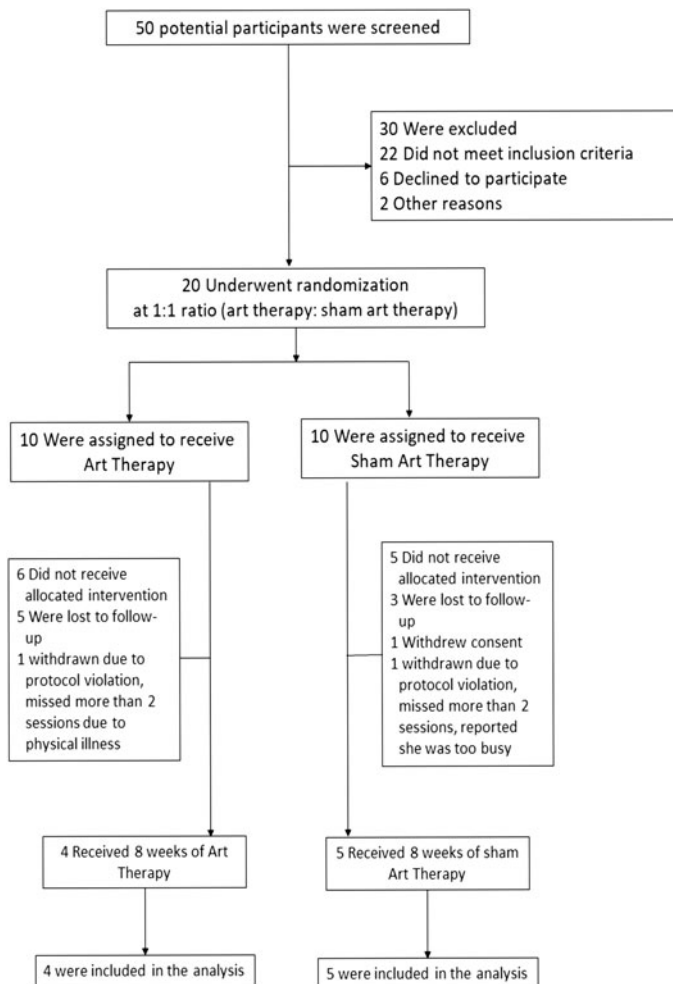 50 potential participants were screened
30 Were excluded
22 Did not meet inclusion criteria
6 Declined to participate
2 Other reasons
20 Underwent randomization
at 1:1 ratio (art therapy: sham art therapy)
10 Were assigned to receive
Art Therapy
10 Were assigned to receive
Sham Art Therapy
6 Did not receive
allocated intervention
5 Were lost to follow-
up
1 withdrawn due to
protocol violation,
missed more than 2
sessions due to
physical illness
5 Did not receive
allocated intervention
3 Were lost to follow-
up
1 Withdrew consent
1 withdrawn due to
protocol violation,
missed more than 2
sessions, reported
she was too busy
4 Received 8 weeks of Art
Therapy
5 Received 8 weeks of sham
Art Therapy
4 were included in the analysis
5 were included in the analysis